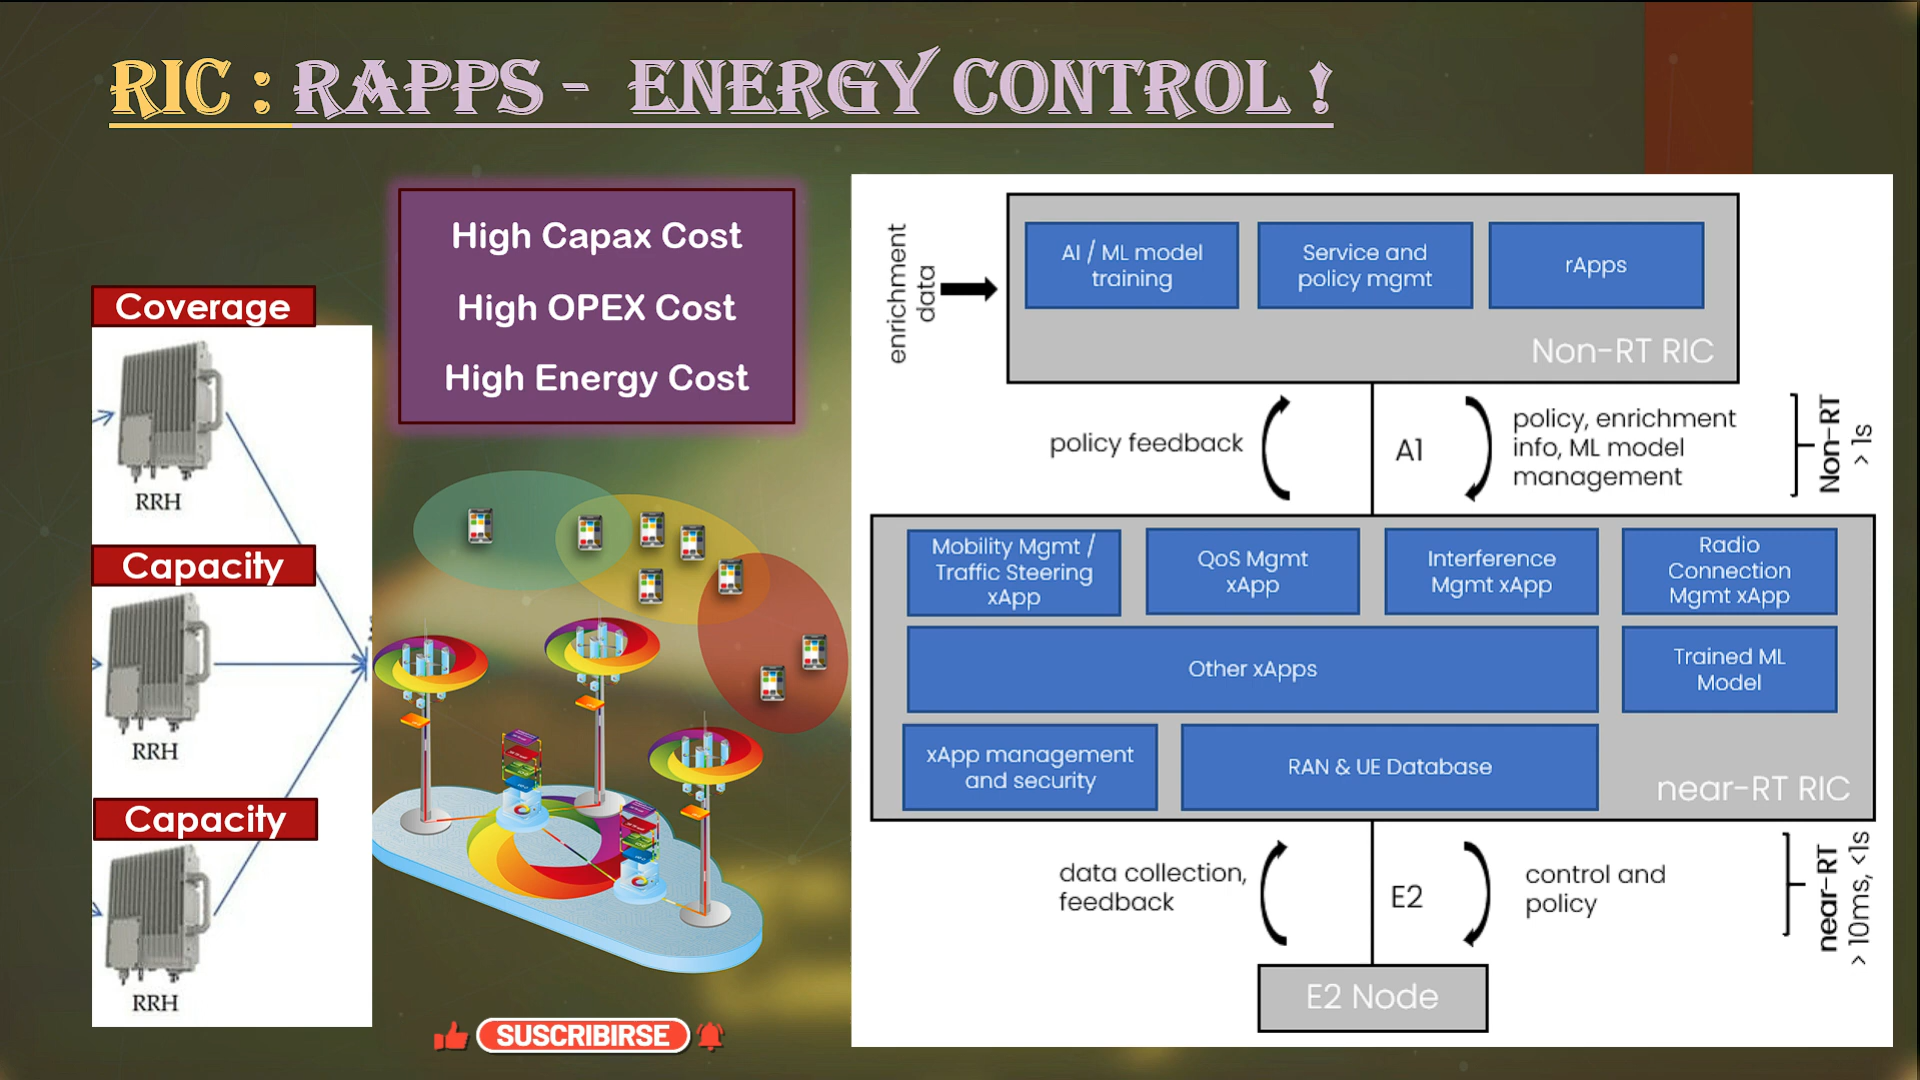 RIC : RAPPS - ENERGY CONTROL !
High Capax Cost
High OPEX Cost
High Energy Cost
Coverage
RRH
Capacity
RRH
Capacity
RRH
SUSCRIBIRSE
enrichment
data
AI / ML model
training
Service and
policy mgmt
rApps
Non-RT RIC
policy feedback
A1
policy, enrichment
info, ML model
management
Non-RT
> 1s
Mobility Mgmt /
Traffic Steering
xApp
QoS Mgmt
xApp
Interference
Mgmt xApp
Radio
Connection
Mgmt xApp
Other xApps
Trained ML
Model
xApp management
and security
RAN & UE Database
near-RT RIC
data collection,
feedback
E2
control and
policy
near-RT
> 10ms, <1s
E2 Node